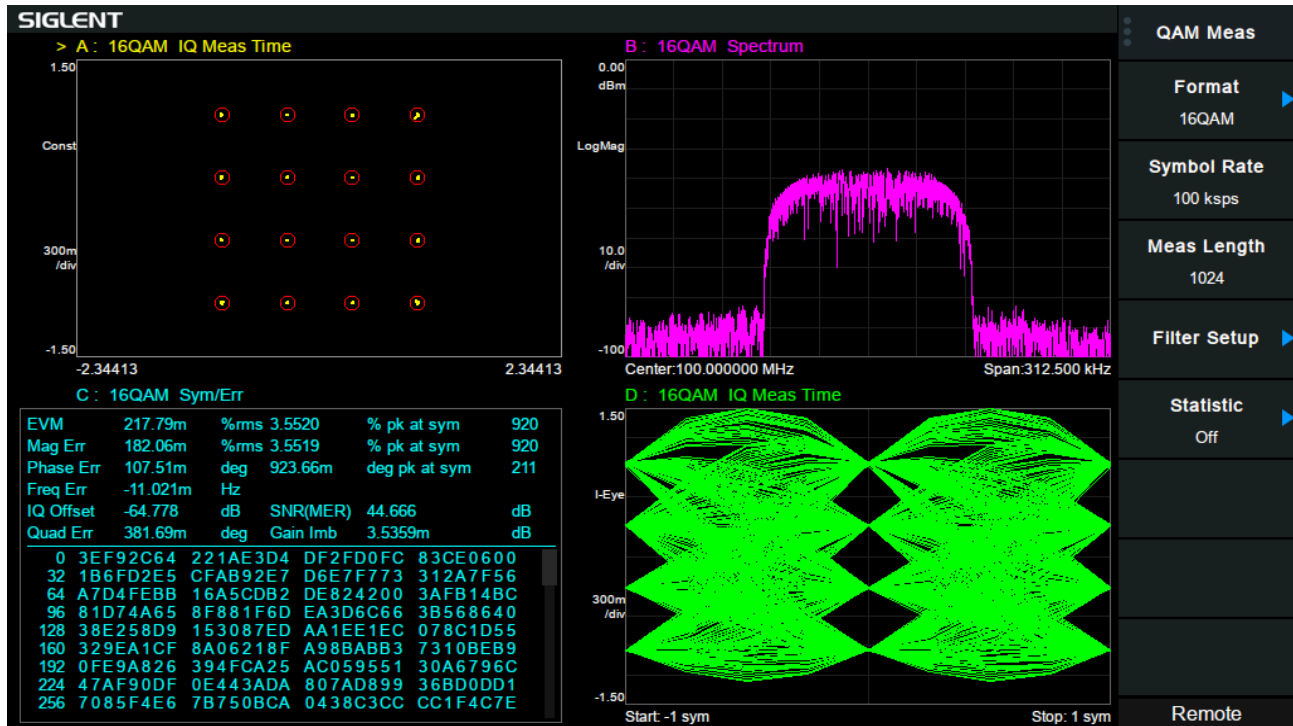 SIGLENT
> A : 16QAM IQ Meas Time
1.50
Const
300m
/div
-1.50
-2.34413 2.34413
B : 16QAM Spectrum
0.00
dBm
LogMag
10.0
/div
-100
Center:100.000000 MHz Span:312.500 kHz
C : 16QAM Sym/Err
EVM 217.79m %rms 3.5520 % pk at sym 920
Mag Err 182.06m %rms 3.5519 % pk at sym 920
Phase Err 107.51m deg 923.66m deg pk at sym 211
Freq Err -11.021m Hz
IQ Offset -64.778 dB SNR(MER) 44.666 dB
Quad Err 381.69m deg Gain Imb 3.5359m dB
0 3EF92C64 221AE3D4 DF2FD0FC 83CE0600
32 1B6FD2E5 CFAB92E7 D6E7F773 312A7F56
64 A7D4FEBB 16A5CDB2 DE824200 3AFB14BC
96 81D74A65 8F881F6D EA3D6C66 3B568640
128 38E258D9 153087ED AA1EE1EC 078C1D55
160 329EA1CF 8A06218F A98BABB3 7310BEB9
192 0FE9A826 394FCA25 AC059551 30A6796C
224 47AF90DF 0E443ADA 807AD899 36BD0DD1
256 7085F4E6 7B750BCA 0438C3CC CC1F4C7E
D : 16QAM IQ Meas Time
1.50
I-Eye
300m
/div
-1.50
Start: -1 sym Stop: 1 sym
QAM Meas
Format
16QAM
Symbol Rate
100 ksps
Meas Length
1024
Filter Setup
Statistic
Off
Remote